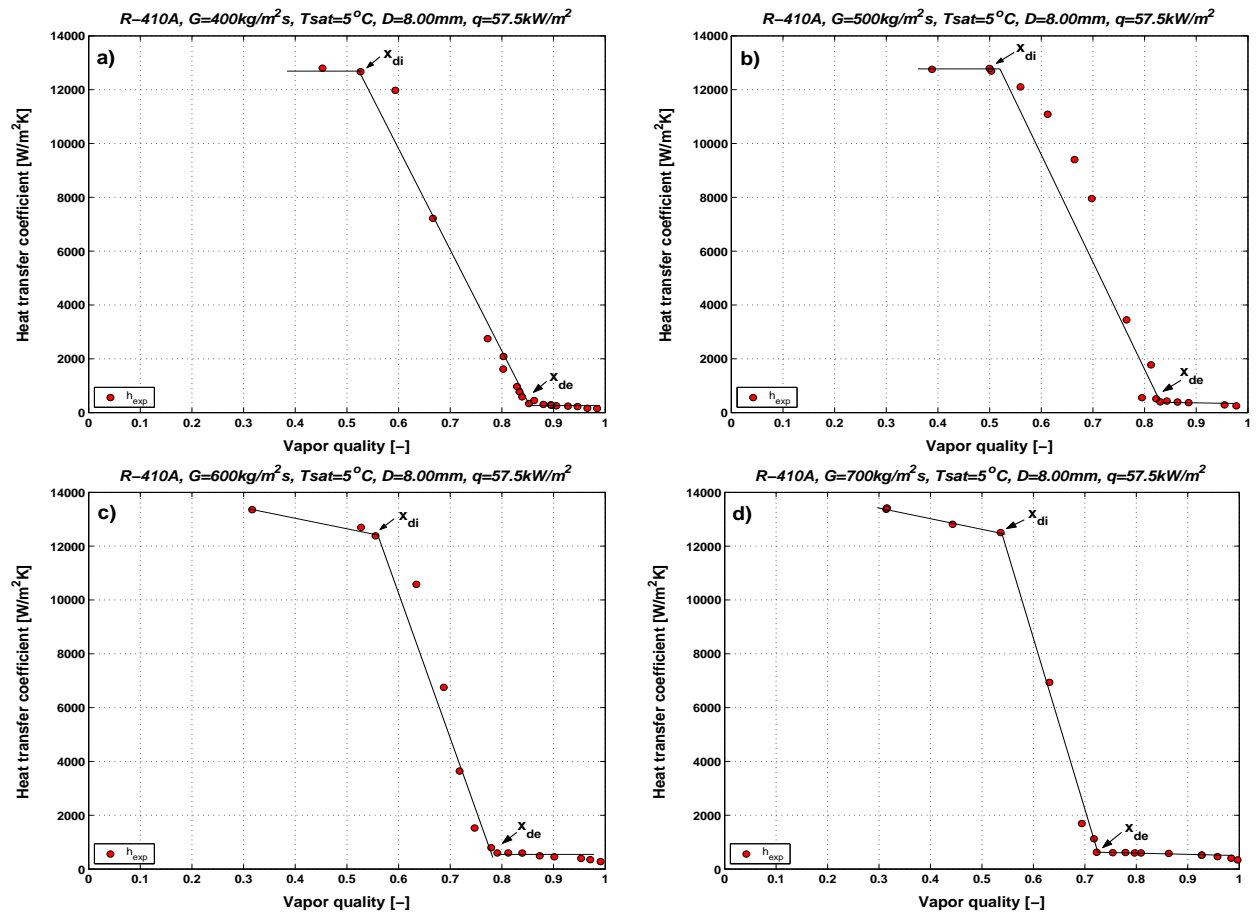 R−410A, G=400kg/m²s, Tsat=5°C, D=8.00mm, q=57.5kW/m²
a)
x_di
x_de
h_exp
Heat transfer coefficient [W/m²K]
14000
12000
10000
8000
6000
4000
2000
0
0 0.1 0.2 0.3 0.4 0.5 0.6 0.7 0.8 0.9 1
Vapor quality [−]
R−410A, G=500kg/m²s, Tsat=5°C, D=8.00mm, q=57.5kW/m²
b)
x_di
x_de
h_exp
Heat transfer coefficient [W/m²K]
14000
12000
10000
8000
6000
4000
2000
0
0 0.1 0.2 0.3 0.4 0.5 0.6 0.7 0.8 0.9 1
Vapor quality [−]
R−410A, G=600kg/m²s, Tsat=5°C, D=8.00mm, q=57.5kW/m²
c)
x_di
x_de
h_exp
Heat transfer coefficient [W/m²K]
14000
12000
10000
8000
6000
4000
2000
0
0 0.1 0.2 0.3 0.4 0.5 0.6 0.7 0.8 0.9 1
Vapor quality [−]
R−410A, G=700kg/m²s, Tsat=5°C, D=8.00mm, q=57.5kW/m²
d)
x_di
x_de
h_exp
Heat transfer coefficient [W/m²K]
14000
12000
10000
8000
6000
4000
2000
0
0 0.1 0.2 0.3 0.4 0.5 0.6 0.7 0.8 0.9 1
Vapor quality [−]